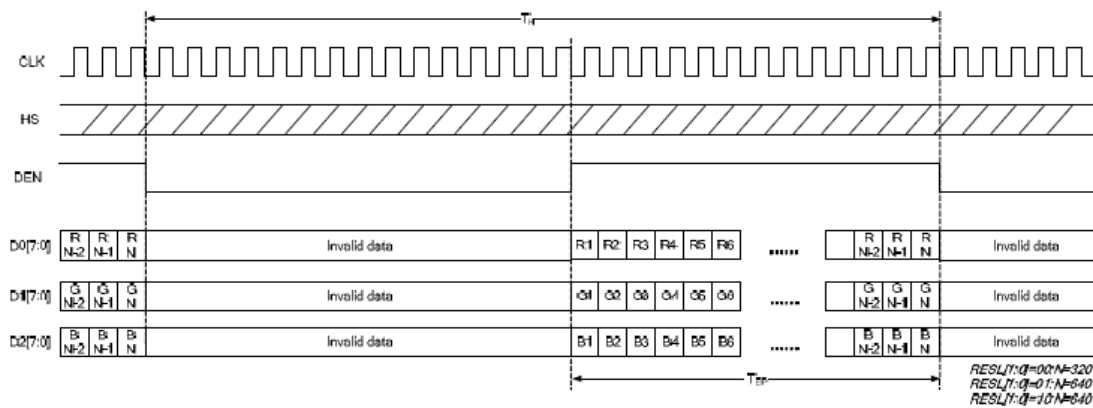 TH
CLK
HS
DEN
D0[7:0] R N-2 R N-1 R N Invalid data R1 R2 R3 R4 R5 R6 ...... R N-2 R N-1 R N Invalid data
D1[7:0] G N-2 G N-1 G N Invalid data G1 G2 G3 G4 G5 G6 ...... G N-2 G N-1 G N Invalid data
D2[7:0] B N-2 B N-1 B N Invalid data B1 B2 B3 B4 B5 B6 ...... B N-2 B N-1 B N Invalid data
TEP
RESL[1:0]=00:N=320
RESL[1:0]=01:N=640
RESL[1:0]=10:N=640